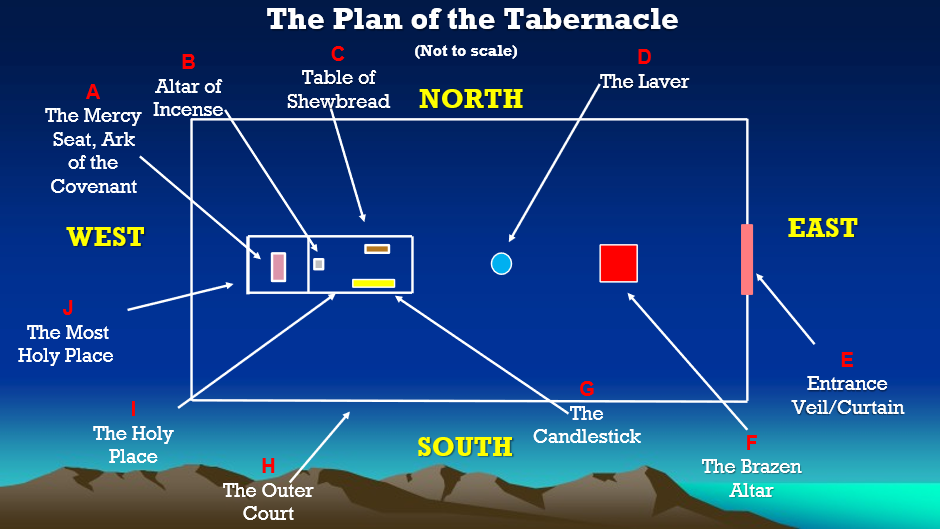 The Plan of the Tabernacle
(Not to scale)
A
The Mercy
Seat, Ark
of the
Covenant
B
Altar of
Incense
C
Table of
Shewbread
NORTH
D
The Laver
WEST
EAST
J
The Most
Holy Place
E
Entrance
Veil/Curtain
I
The Holy
Place
G
The
Candlestick
F
The Brazen
Altar
SOUTH
H
The Outer
Court